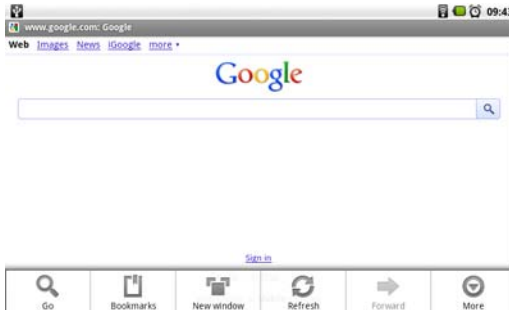 09:43
www.google.com: Google
Web Images News iGoogle more
Google
Sign in
Go Bookmarks New window Refresh Forward More